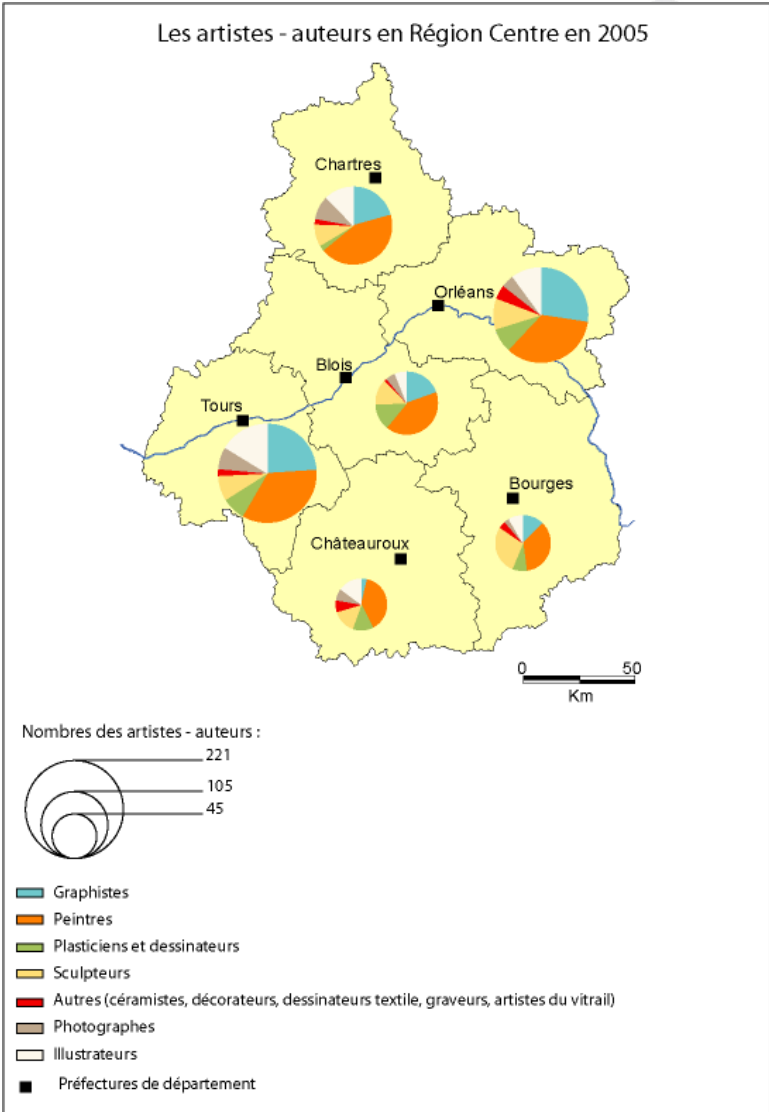 Les artistes - auteurs en Région Centre en 2005
Chartres
Orléans
Blois
Tours
Bourges
Châteauroux
0 50
Km
Nombres des artistes - auteurs :
221
105
45
Graphistes
Peintres
Plasticiens et dessinateurs
Sculpteurs
Autres (céramistes, décorateurs, dessinateurs textile, graveurs, artistes du vitrail)
Photographes
Illustrateurs
Préfectures de département